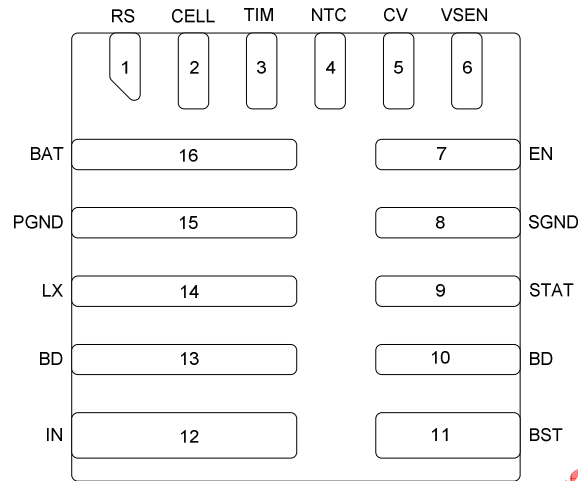 RS CELL TIM NTC CV VSEN
1 2 3 4 5 6
BAT 16 7 EN
PGND 15 8 SGND
LX 14 9 STAT
BD 13 10 BD
IN 12 11 BST